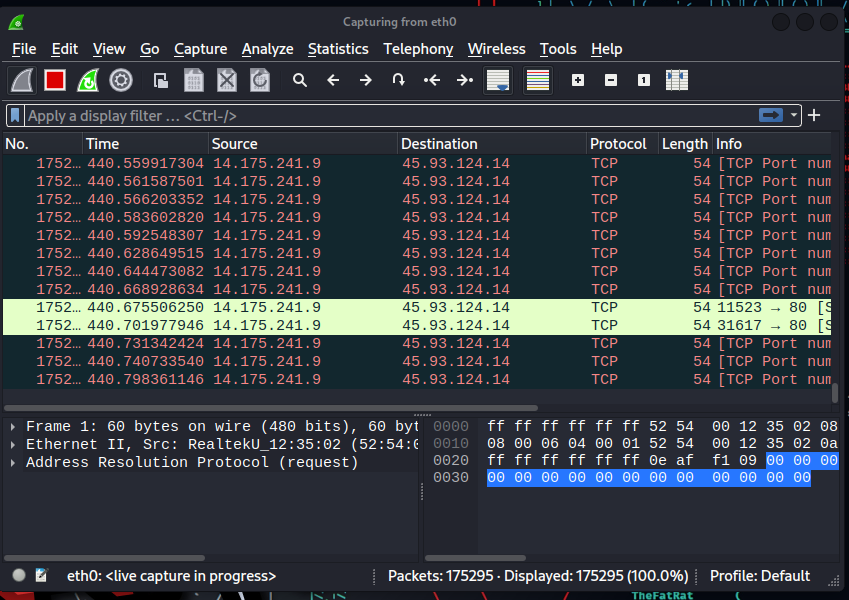 Capturing from eth0
File Edit View Go Capture Analyze Statistics Telephony Wireless Tools Help
Apply a display filter … <Ctrl-/>
No. Time Source Destination Protocol Length Info
1752… 440.559917304 14.175.241.9 45.93.124.14 TCP 54 [TCP Port num
1752… 440.561587501 14.175.241.9 45.93.124.14 TCP 54 [TCP Port num
1752… 440.566203352 14.175.241.9 45.93.124.14 TCP 54 [TCP Port num
1752… 440.583602820 14.175.241.9 45.93.124.14 TCP 54 [TCP Port num
1752… 440.592548307 14.175.241.9 45.93.124.14 TCP 54 [TCP Port num
1752… 440.628649515 14.175.241.9 45.93.124.14 TCP 54 [TCP Port num
1752… 440.644473082 14.175.241.9 45.93.124.14 TCP 54 [TCP Port num
1752… 440.668928634 14.175.241.9 45.93.124.14 TCP 54 [TCP Port num
1752… 440.675506250 14.175.241.9 45.93.124.14 TCP 54 11523 → 80 [S
1752… 440.701977946 14.175.241.9 45.93.124.14 TCP 54 31617 → 80 [S
1752… 440.731342424 14.175.241.9 45.93.124.14 TCP 54 [TCP Port num
1752… 440.740733540 14.175.241.9 45.93.124.14 TCP 54 [TCP Port num
1752… 440.798361146 14.175.241.9 45.93.124.14 TCP 54 [TCP Port num
Frame 1: 60 bytes on wire (480 bits), 60 byt
Ethernet II, Src: RealtekU_12:35:02 (52:54:0
Address Resolution Protocol (request)
0000 ff ff ff ff ff ff 52 54 00 12 35 02 08
0010 08 00 06 04 00 01 52 54 00 12 35 02 0a
0020 ff ff ff ff ff ff 0e af f1 09 00 00 00
0030 00 00 00 00 00 00 00 00 00 00 00 00
eth0: <live capture in progress>
Packets: 175295 · Displayed: 175295 (100.0%)
Profile: Default
TheFatRat